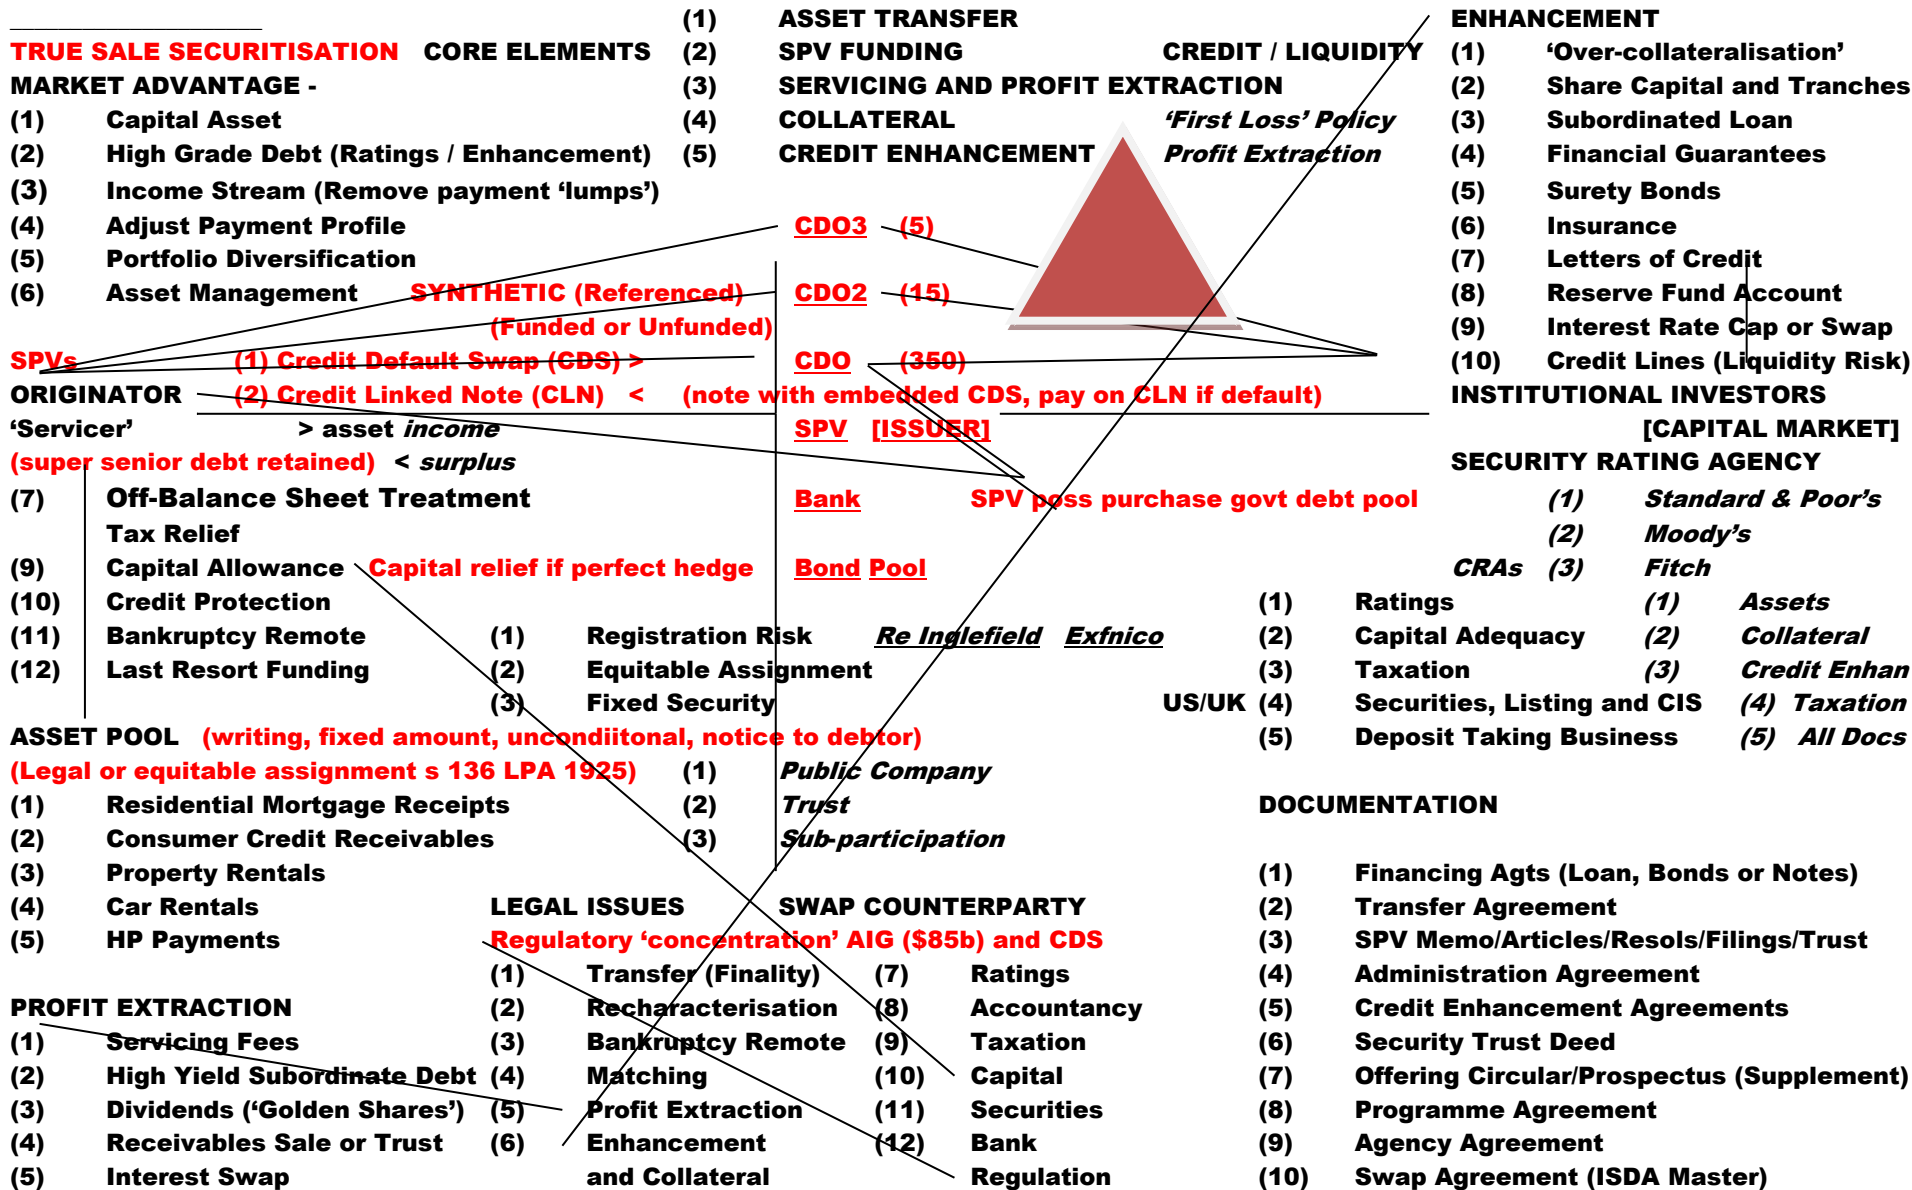 (1) ASSET TRANSFER ENHANCEMENT
TRUE SALE SECURITISATION CORE ELEMENTS (2) SPV FUNDING CREDIT / LIQUIDITY (1) ‘Over-collateralisation’
MARKET ADVANTAGE - (3) SERVICING AND PROFIT EXTRACTION (2) Share Capital and Tranches
(1) Capital Asset (4) COLLATERAL ‘First Loss’ Policy (3) Subordinated Loan
(2) High Grade Debt (Ratings / Enhancement) (5) CREDIT ENHANCEMENT Profit Extraction (4) Financial Guarantees
(3) Income Stream (Remove payment ‘lumps’) (5) Surety Bonds
(4) Adjust Payment Profile CDO3 (5) (6) Insurance
(5) Portfolio Diversification (7) Letters of Credit
(6) Asset Management SYNTHETIC (Referenced) CDO2 (15) (8) Reserve Fund Account
(Funded or Unfunded) (9) Interest Rate Cap or Swap
SPVs (1) Credit Default Swap (CDS) > CDO (350) (10) Credit Lines (Liquidity Risk)
ORIGINATOR (2) Credit Linked Note (CLN) < (note with embedded CDS, pay on CLN if default) INSTITUTIONAL INVESTORS
‘Servicer’ > asset income SPV [ISSUER] [CAPITAL MARKET]
(super senior debt retained) < surplus SECURITY RATING AGENCY
(7) Off-Balance Sheet Treatment Bank SPV poss purchase govt debt pool (1) Standard & Poor’s
Tax Relief (2) Moody’s
(9) Capital Allowance Capital relief if perfect hedge Bond Pool CRAs (3) Fitch
(10) Credit Protection (1) Ratings (1) Assets
(11) Bankruptcy Remote (1) Registration Risk Re Inglefield Exfnico (2) Capital Adequacy (2) Collateral
(12) Last Resort Funding (2) Equitable Assignment (3) Taxation (3) Credit Enhan
(3) Fixed Security US/UK (4) Securities, Listing and CIS (4) Taxation
ASSET POOL (writing, fixed amount, uncondiitonal, notice to debtor) (5) Deposit Taking Business (5) All Docs
(Legal or equitable assignment s 136 LPA 1925) (1) Public Company
(1) Residential Mortgage Receipts (2) Trust DOCUMENTATION
(2) Consumer Credit Receivables (3) Sub-participation
(3) Property Rentals (1) Financing Agts (Loan, Bonds or Notes)
(4) Car Rentals LEGAL ISSUES SWAP COUNTERPARTY (2) Transfer Agreement
(5) HP Payments Regulatory ‘concentration’ AIG ($85b) and CDS (3) SPV Memo/Articles/Resols/Filings/Trust
(1) Transfer (Finality) (7) Ratings (4) Administration Agreement
PROFIT EXTRACTION (2) Recharacterisation (8) Accountancy (5) Credit Enhancement Agreements
(1) Servicing Fees (3) Bankruptcy Remote (9) Taxation (6) Security Trust Deed
(2) High Yield Subordinate Debt (4) Matching (10) Capital (7) Offering Circular/Prospectus (Supplement)
(3) Dividends (‘Golden Shares’) (5) Profit Extraction (11) Securities (8) Programme Agreement
(4) Receivables Sale or Trust (6) Enhancement (12) Bank (9) Agency Agreement
(5) Interest Swap and Collateral Regulation (10) Swap Agreement (ISDA Master)